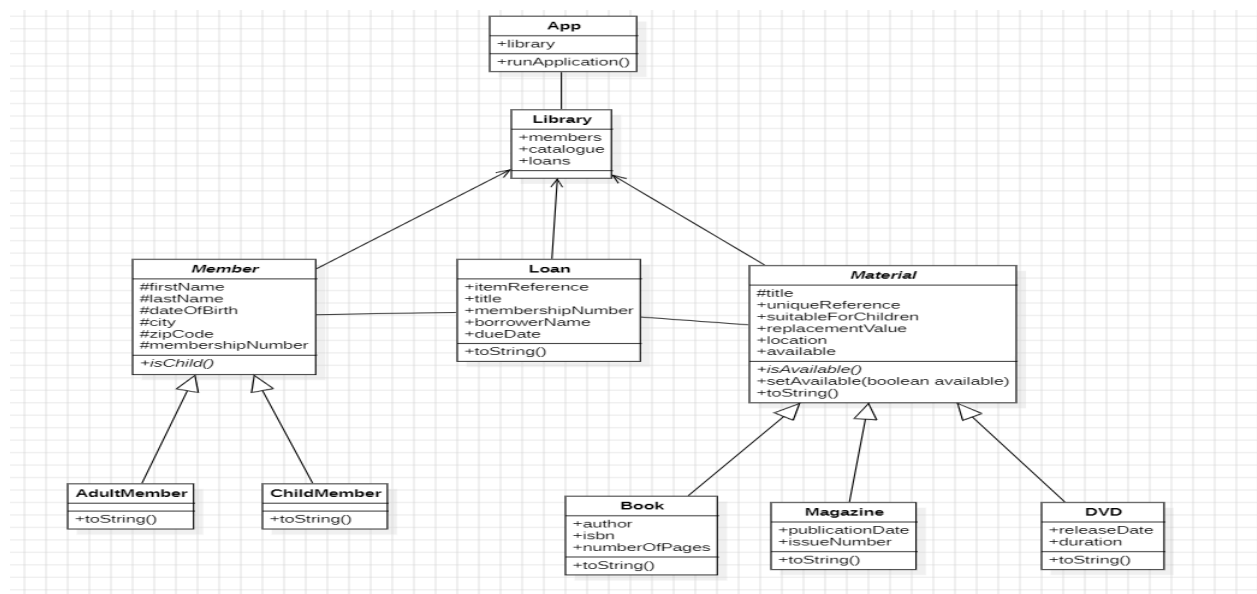 App
+library
+runApplication()
Library
+members
+catalogue
+loans
Member
#firstName
#lastName
#dateOfBirth
#city
#zipCode
#membershipNumber
+isChild()
Loan
+itemReference
+title
+membershipNumber
+borrowerName
+dueDate
+toString()
Material
#title
+uniqueReference
+suitableForChildren
+replacementValue
+location
+available
+isAvailable()
+setAvailable(boolean available)
+toString()
AdultMember
+toString()
ChildMember
+toString()
Book
+author
+isbn
+numberOfPages
+toString()
Magazine
+publicationDate
+issueNumber
+toString()
DVD
+releaseDate
+duration
+toString()